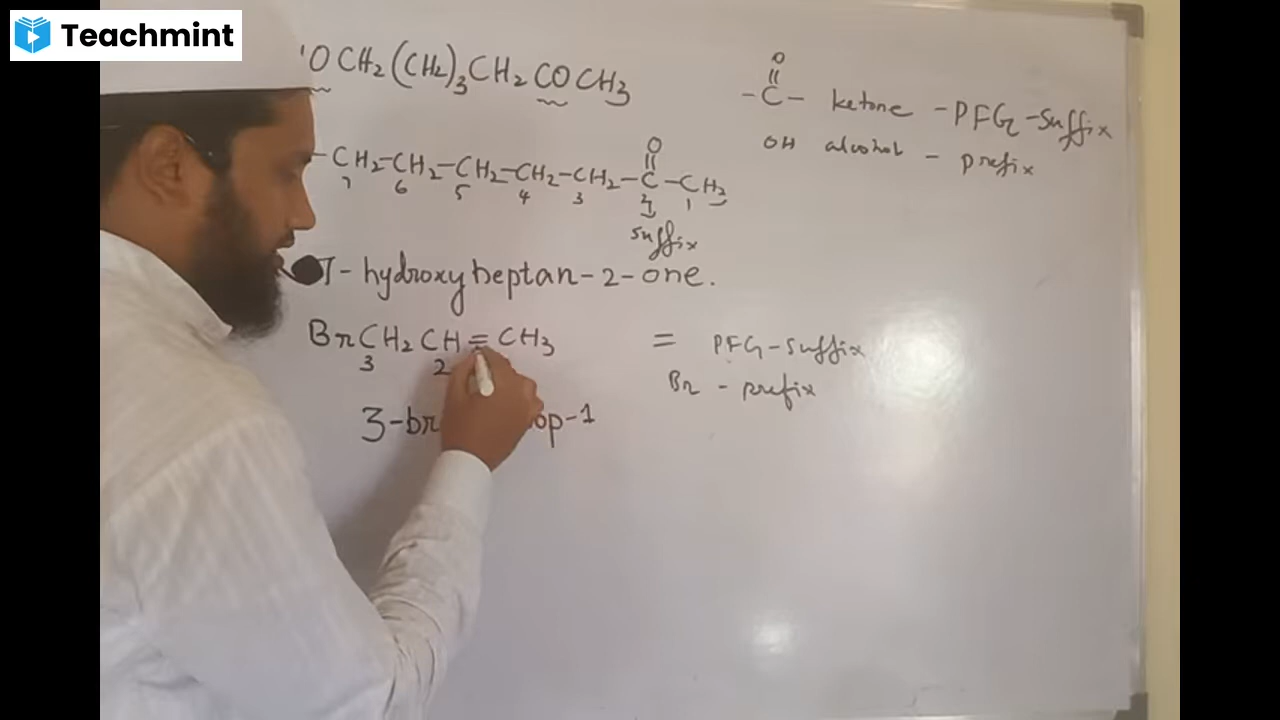 Teachmint
'OCH2(CH2)3CH2COCH3
O
-C- ketone -PFG-suffix
OH alcohol - prefix
O
-CH2-CH2-CH2-CH2-CH2-C-CH3
7 6 5 4 3 2 1
suffix
7-hydroxyheptan-2-one.
BrCH2CH=CH3
3 2
= PFG-suffix
Br - prefix
3-br op-1